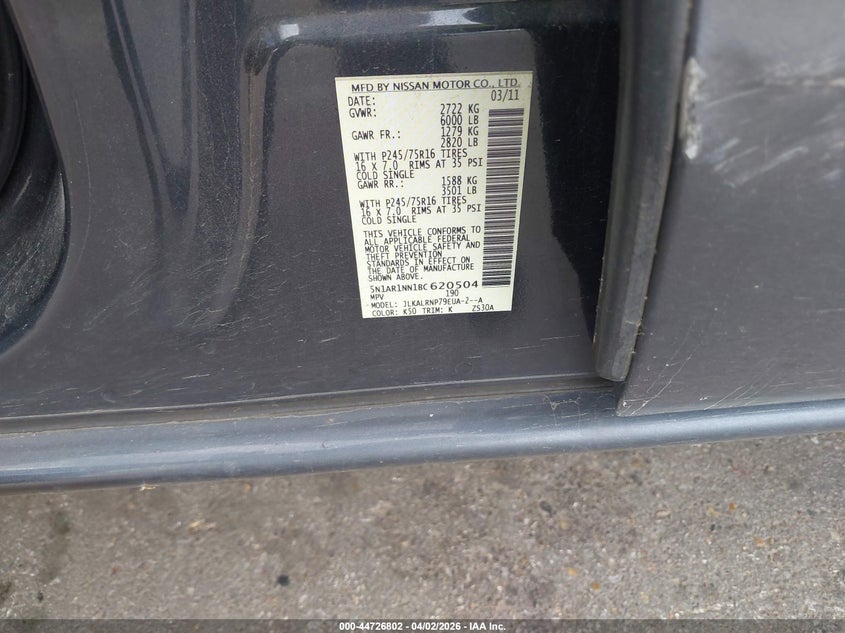 MFD BY NISSAN MOTOR CO., LTD.
DATE: 03/11
GVWR: 2722 KG
6000 LB
GAWR FR.: 1279 KG
2820 LB
WITH P245/75R16 TIRES
16 X 7.0 RIMS AT 35 PSI
COLD SINGLE
GAWR RR.: 1588 KG
3501 LB
WITH P245/75R16 TIRES
16 X 7.0 RIMS AT 35 PSI
COLD SINGLE
THIS VEHICLE CONFORMS TO
ALL APPLICABLE FEDERAL
MOTOR VEHICLE SAFETY AND
THEFT PREVENTION
STANDARDS IN EFFECT ON
THE DATE OF MANUFACTURE
SHOWN ABOVE.
5N1AR1NN1BC620504
MPV 190
MODEL: JLKALRNP79EUA-Z--A
COLOR: K50 TRIM: K ZS30A
000-44726802 - 04/02/2026 - IAA Inc.